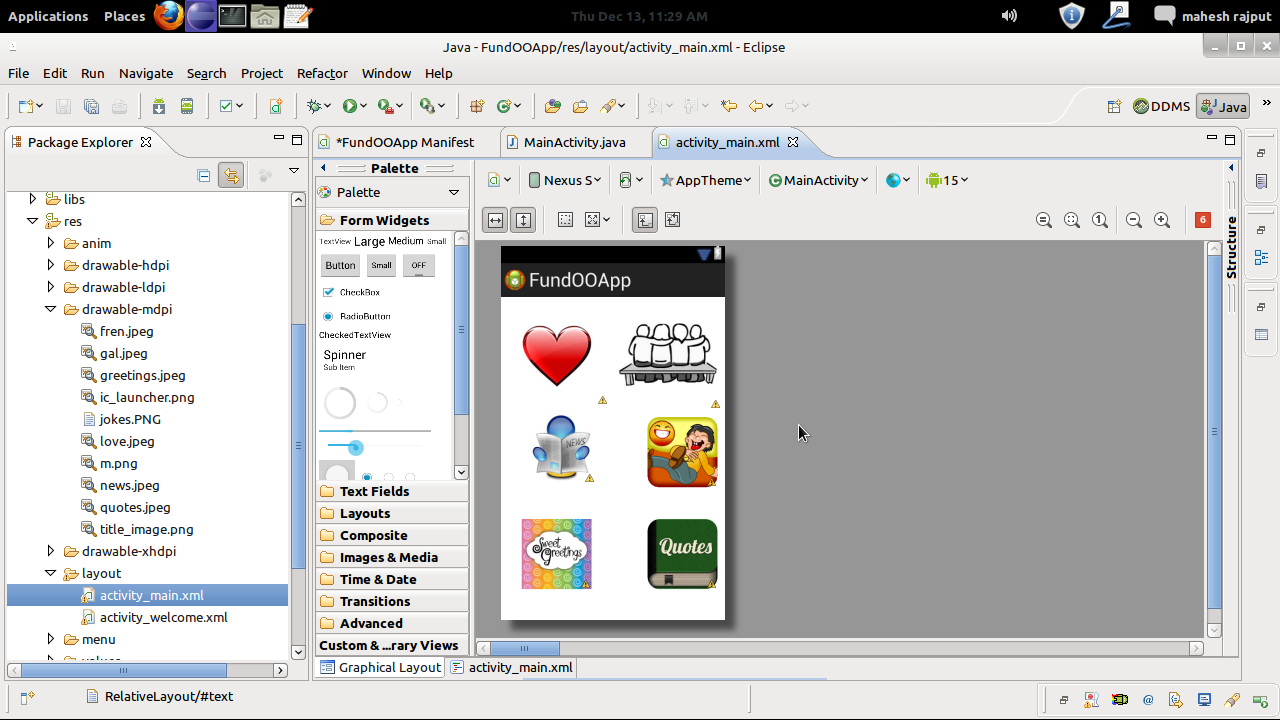 Applications Places Thu Dec 13, 11:29 AM mahesh rajput
Java - FundOOApp/res/layout/activity_main.xml - Eclipse
File Edit Run Navigate Search Project Refactor Window Help
DDMS Java
Package Explorer
libs
res
anim
drawable-hdpi
drawable-ldpi
drawable-mdpi
fren.jpeg
gal.jpeg
greetings.jpeg
ic_launcher.png
jokes.PNG
love.jpeg
m.png
news.jpeg
quotes.jpeg
title_image.png
drawable-xhdpi
layout
activity_main.xml
activity_welcome.xml
menu
*FundOOApp Manifest MainActivity.java activity_main.xml
Palette
Palette
Form Widgets
TextView Large Medium Small
Button Small OFF
CheckBox
RadioButton
CheckedTextView
Spinner
Sub Item
Text Fields
Layouts
Composite
Images & Media
Time & Date
Transitions
Advanced
Custom & ...rary Views
Nexus S AppTheme MainActivity 15
1 6
FundOOApp
NEWS
Sweet Greetings
Quotes
Structure
Graphical Layout activity_main.xml
RelativeLayout/#text